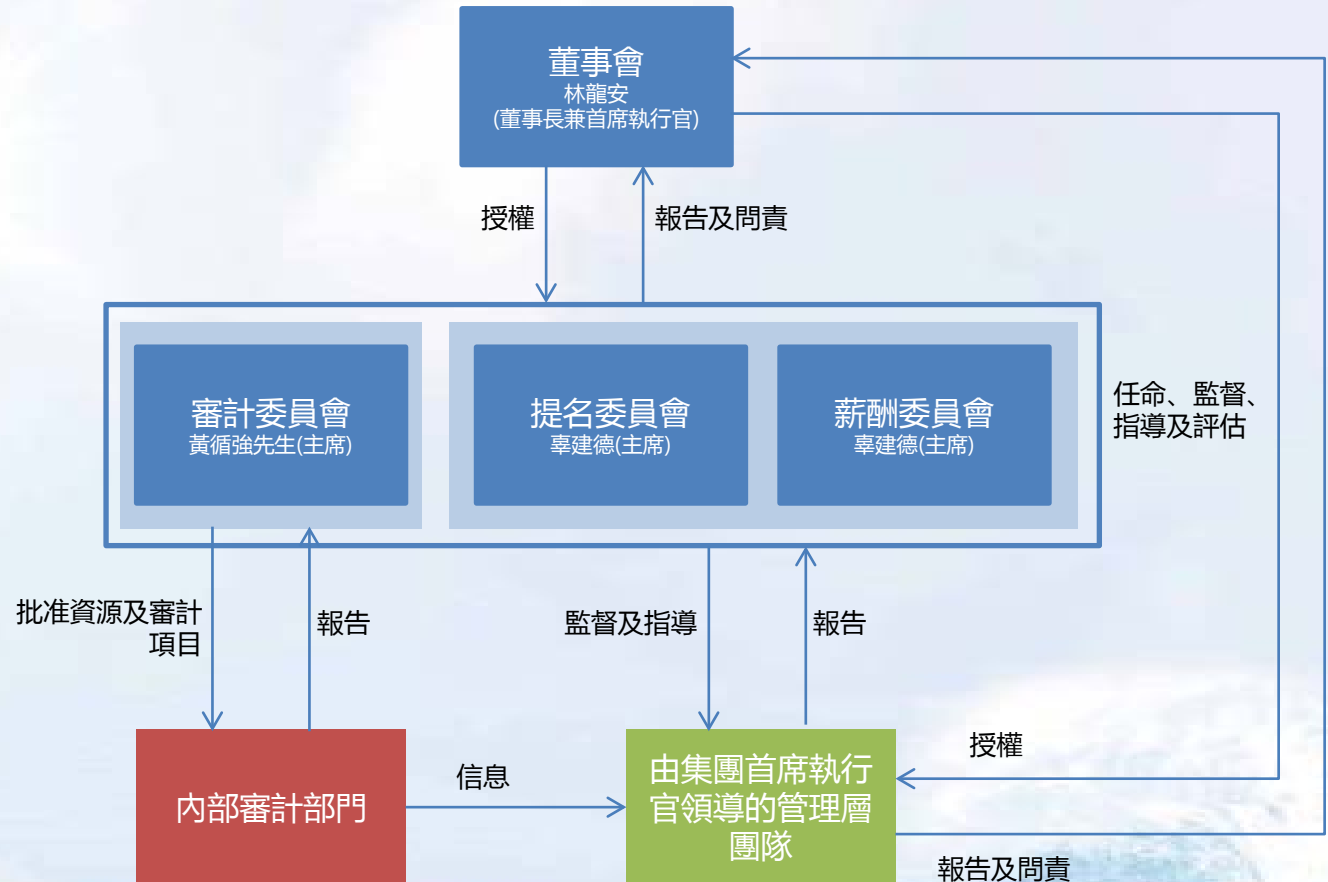 董事會
林龍安
(董事長兼首席執行官)
授權
報告及問責
審計委員會
黃循強先生(主席)
提名委員會
辜建德(主席)
薪酬委員會
辜建德(主席)
任命、監督、
指導及評估
批准資源及審計
項目
報告
監督及指導
報告
內部審計部門
信息
由集團首席執行
官領導的管理層
團隊
授權
報告及問責